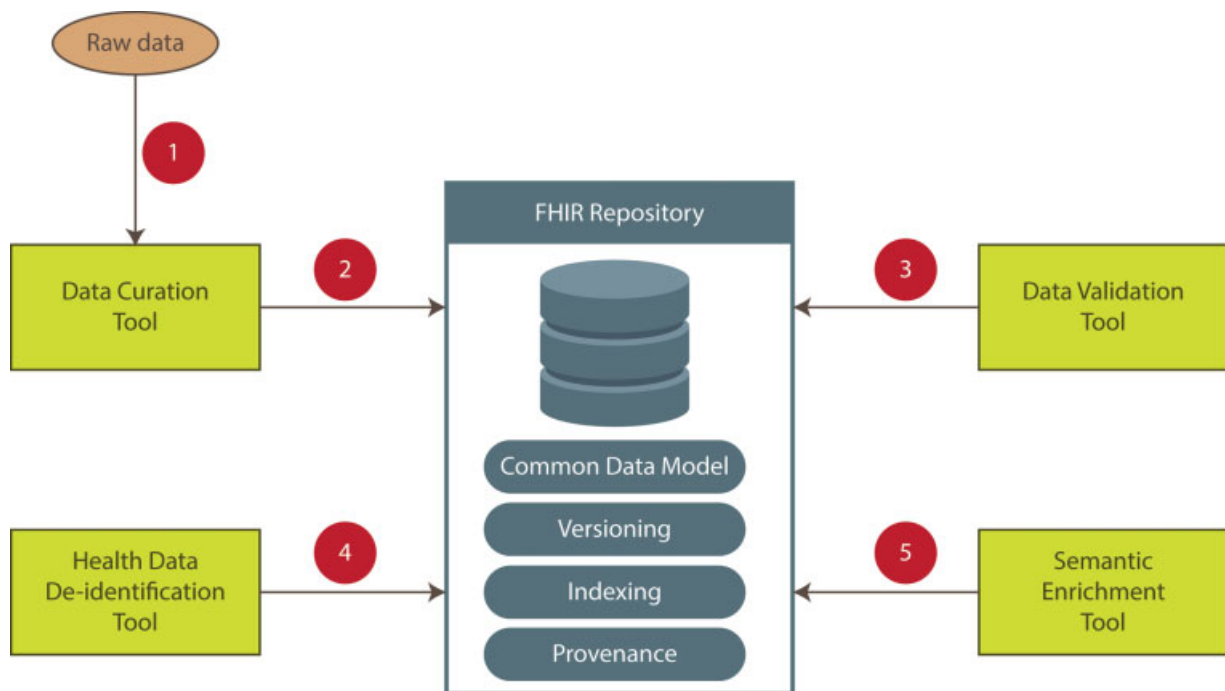 Raw data
1
FHIR Repository
2
3
Data Curation
Tool
Data Validation
Tool
Common Data Model
Versioning
4
5
Health Data
De-identification
Tool
Indexing
Semantic
Enrichment
Tool
Provenance